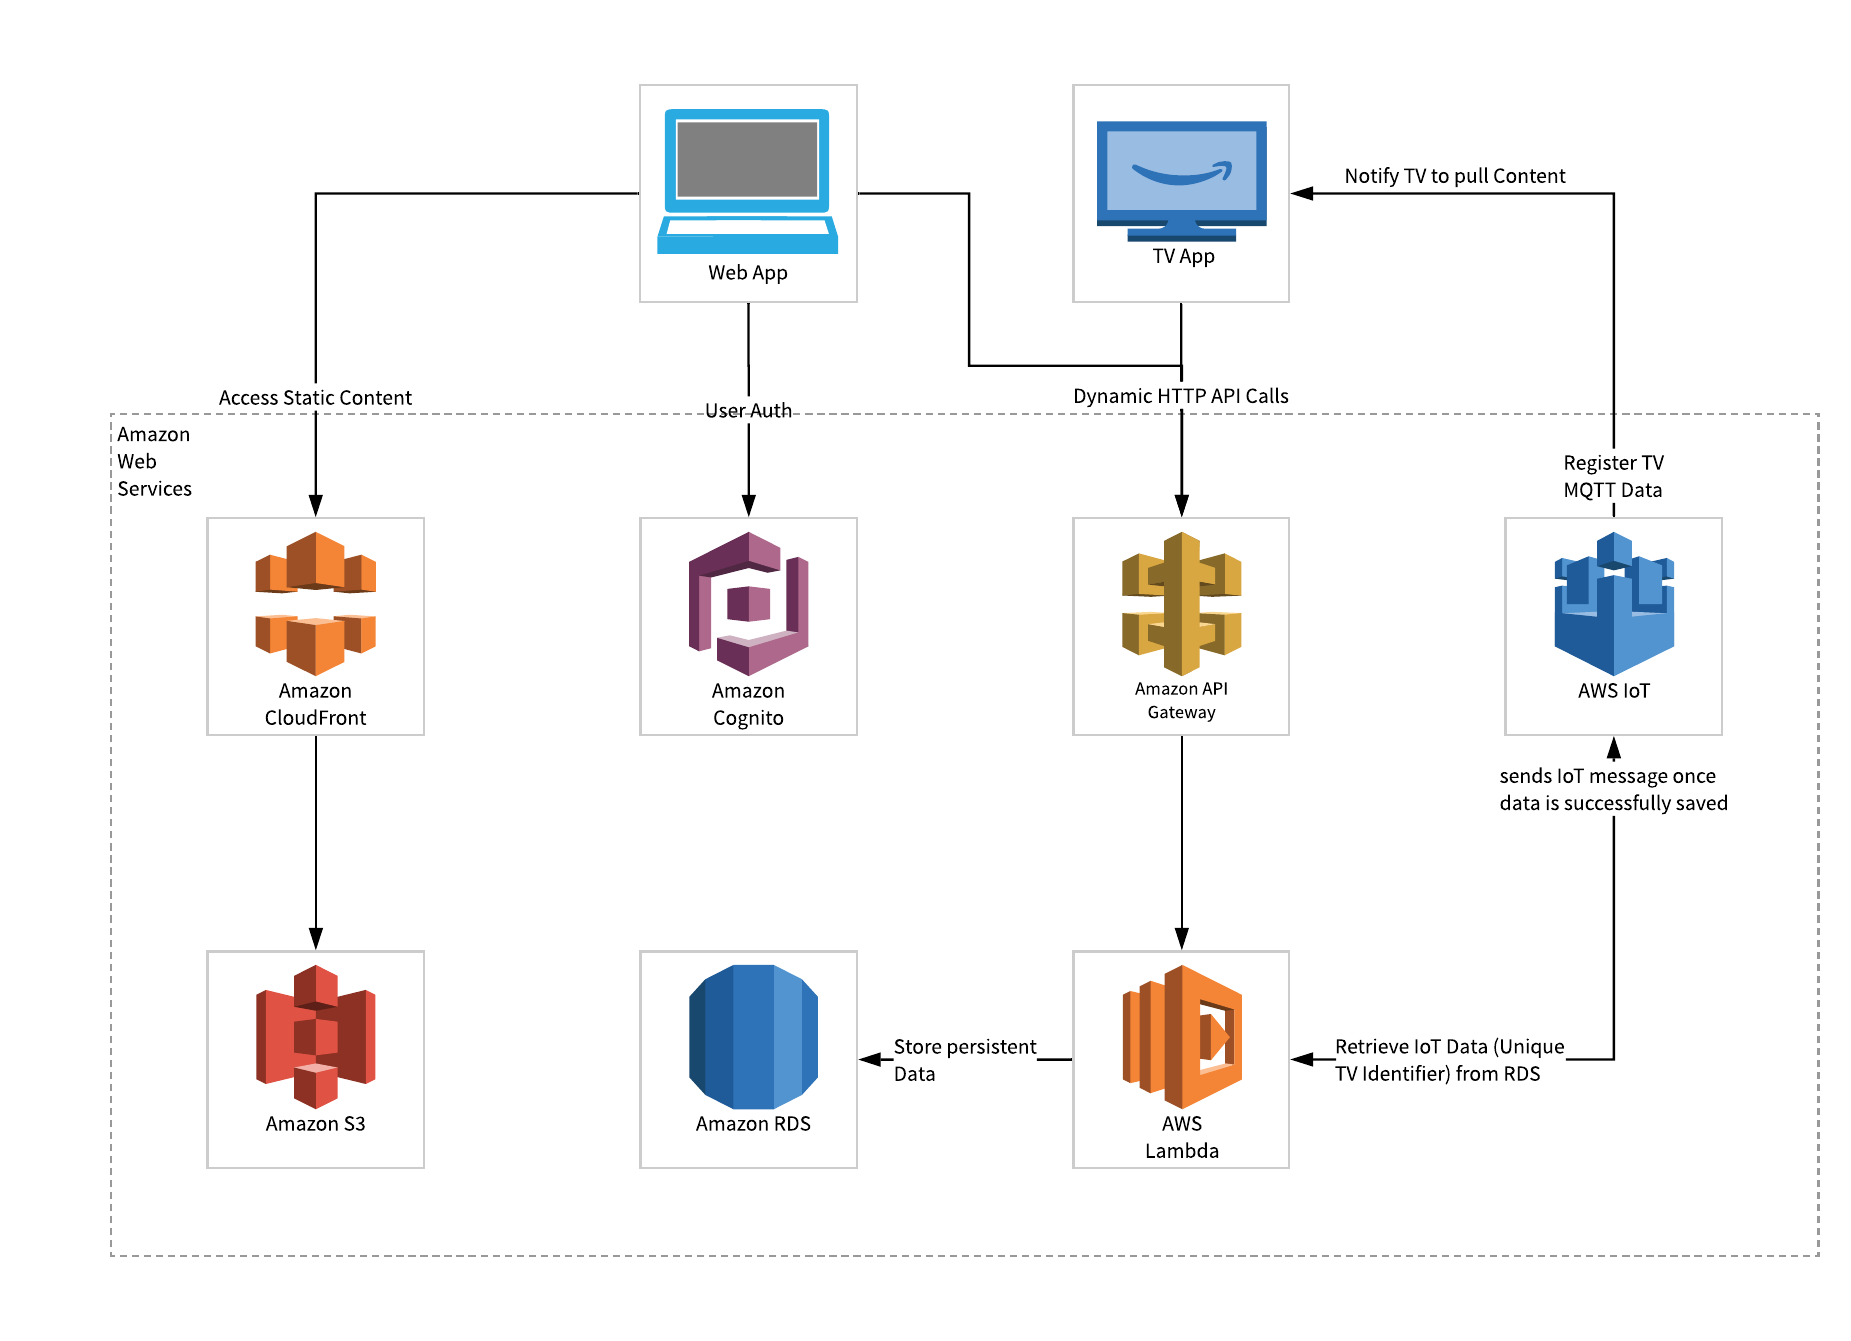 Web App
TV App
Notify TV to pull Content
Access Static Content
User Auth
Dynamic HTTP API Calls
Amazon
Web
Services
Register TV
MQTT Data
Amazon
CloudFront
Amazon
Cognito
Amazon API
Gateway
AWS IoT
sends IoT message once
data is successfully saved
Store persistent
Data
Retrieve IoT Data (Unique
TV Identifier) from RDS
Amazon S3
Amazon RDS
AWS
Lambda